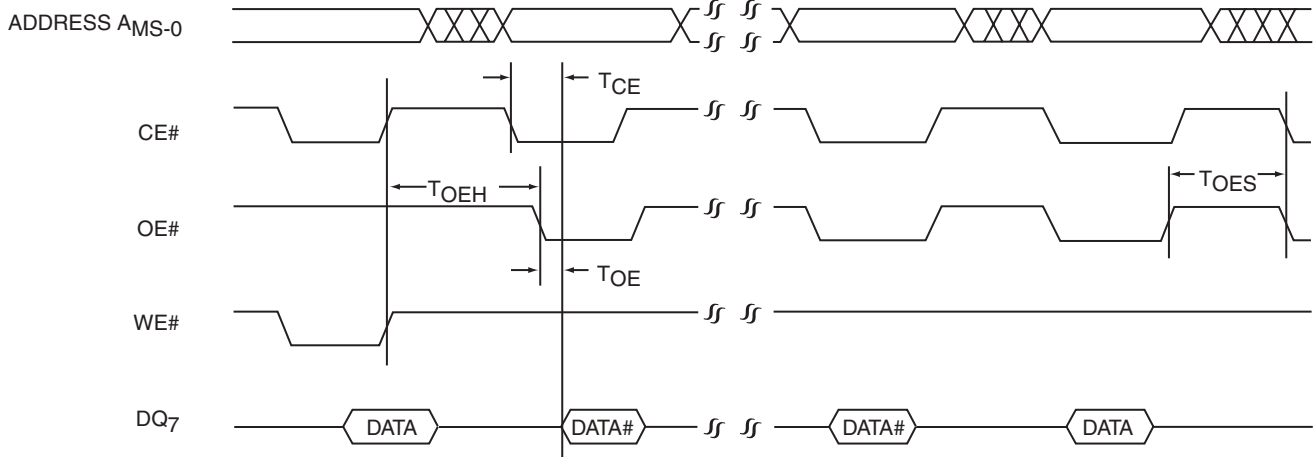 ADDRESS AMS-0
TCE
CE#
TOEH
TOES
OE#
TOE
WE#
DQ7
DATA
DATA#
DATA#
DATA